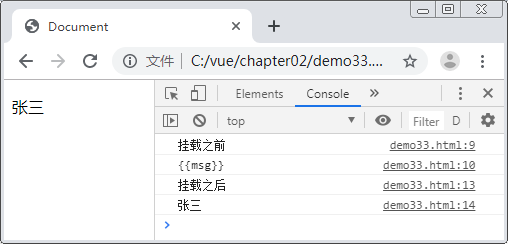 Document
文件 C:/vue/chapter02/demo33....
张三
Elements Console
top Filter D
挂载之前 demo33.html:9
{{msg}} demo33.html:10
挂载之后 demo33.html:13
张三 demo33.html:14